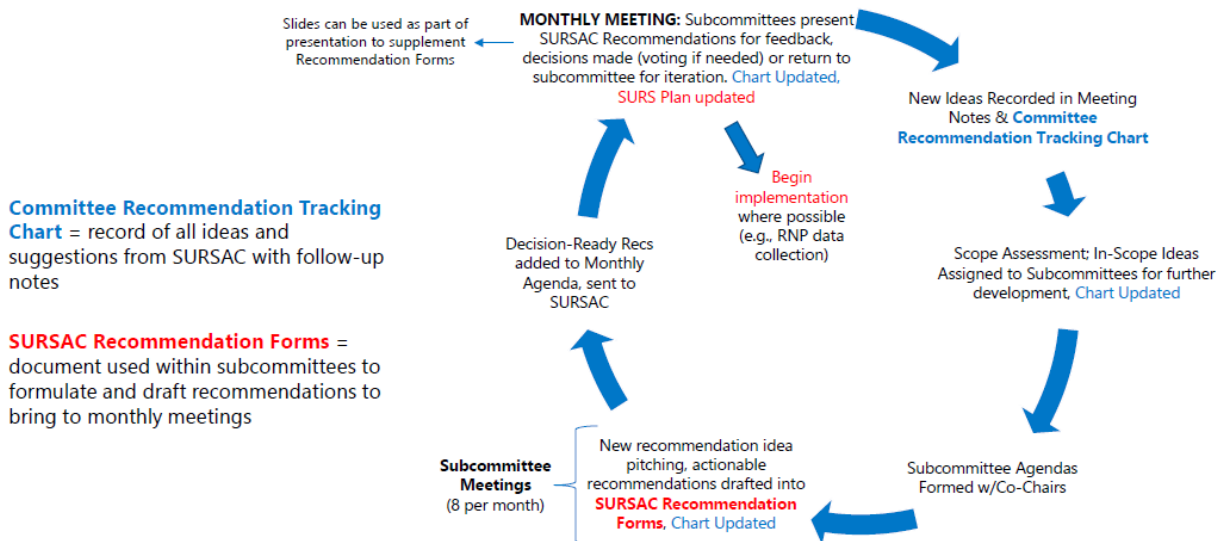 Slides can be used as part of
presentation to supplement
Recommendation Forms
MONTHLY MEETING: Subcommittees present
SURSAC Recommendations for feedback,
decisions made (voting if needed) or return to
subcommittee for iteration. Chart Updated,
SURS Plan updated
New Ideas Recorded in Meeting
Notes & Committee
Recommendation Tracking Chart
Begin
implementation
where possible
(e.g., RNP data
collection)
Scope Assessment; In-Scope Ideas
Assigned to Subcommittees for further
development, Chart Updated
Subcommittee Agendas
Formed w/Co-Chairs
New recommendation idea
pitching, actionable
recommendations drafted into
SURSAC Recommendation
Forms, Chart Updated
Subcommittee
Meetings
(8 per month)
Decision-Ready Recs
added to Monthly
Agenda, sent to
SURSAC
Committee Recommendation Tracking
Chart = record of all ideas and
suggestions from SURSAC with follow-up
notes
SURSAC Recommendation Forms =
document used within subcommittees to
formulate and draft recommendations to
bring to monthly meetings